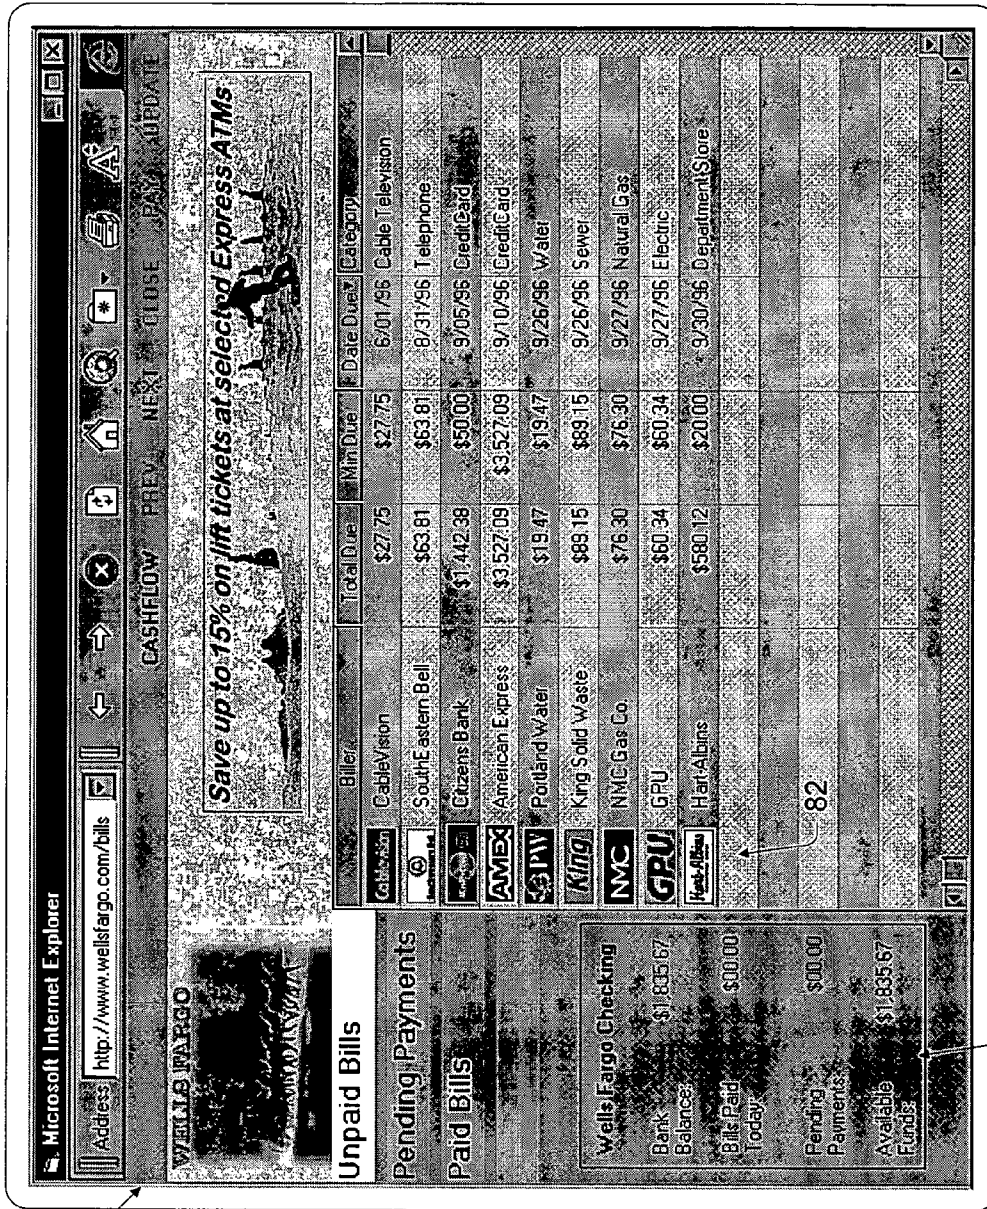 Microsoft Internet Explorer
Address http://www.wellsfargo.com/bills
CASHFLOW PREV NEXT CLOSE PAY UPDATE
WELLS FARGO
Save up to 15% on lift tickets at selected Express ATMs
Unpaid Bills
Pending Payments
Paid Bills
Wells Fargo Checking
Bank Balance: $1,835.67
Bills Paid Today: $00.00
Pending Payments: $00.00
Available Funds: $1,835.67
Biller Total Due Min Due Date Due Category
CableVision CableVision $27.75 $27.75 6/01/96 Cable Television
SouthEastern Bell $63.81 $63.81 8/31/96 Telephone
Citizens Bank $1,442.38 $50.00 9/05/96 Credit Card
AMEX American Express $3,527.09 $3,527.09 9/10/96 Credit Card
PW Portland Water $19.47 $19.47 9/26/96 Water
King King Solid Waste $89.15 $89.15 9/26/96 Sewer
NMC NMC Gas Co. $76.30 $76.30 9/27/96 Natural Gas
GPU GPU $60.34 $60.34 9/27/96 Electric
Hart-Albins Hart-Albins $580.12 $20.00 9/30/96 Department Store
82